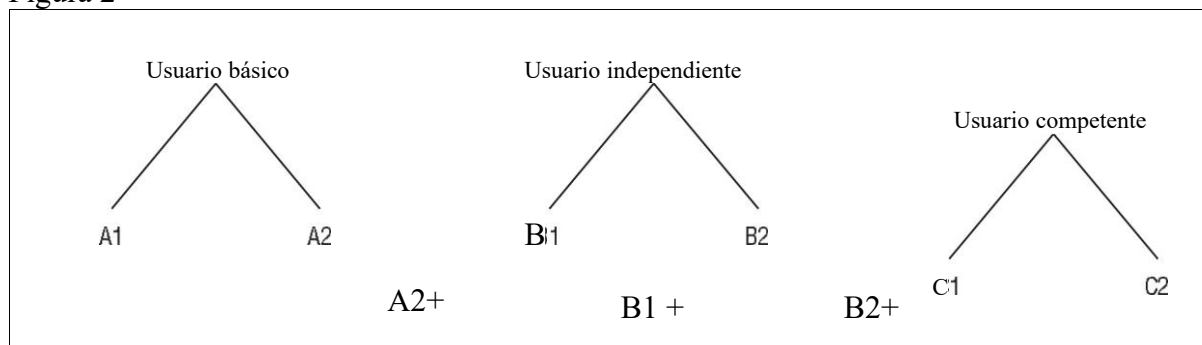 Figura 2
Usuario básico
Usuario independiente
Usuario competente
A1
A2
B1
B2
C1
C2
A2+
B1 +
B2+